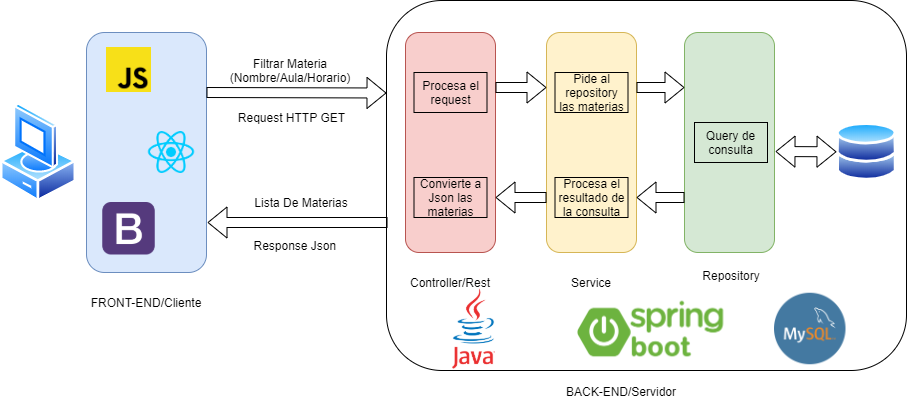 JS
Filtrar Materia
(Nombre/Aula/Horario)
Request HTTP GET
Lista De Materias
Response Json
B
FRONT-END/Cliente
Procesa el
request
Pide al
repository
las materias
Query de
consulta
Convierte a
Json las
materias
Procesa el
resultado de
la consulta
Controller/Rest
Service
Repository
Java
spring
boot
MySQL
BACK-END/Servidor